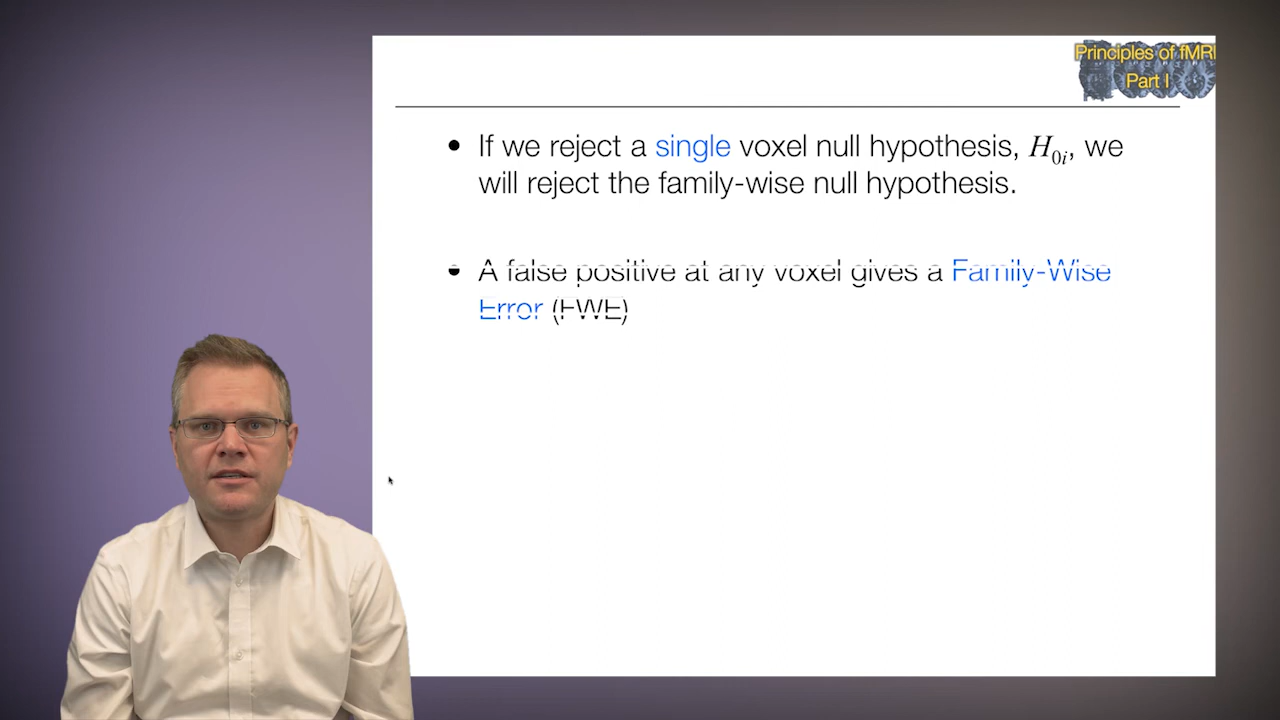 Principles of fMRI
Part I
• If we reject a single voxel null hypothesis, H0i, we
will reject the family-wise null hypothesis.
• A false positive at any voxel gives a Family-Wise
Error (FWE)